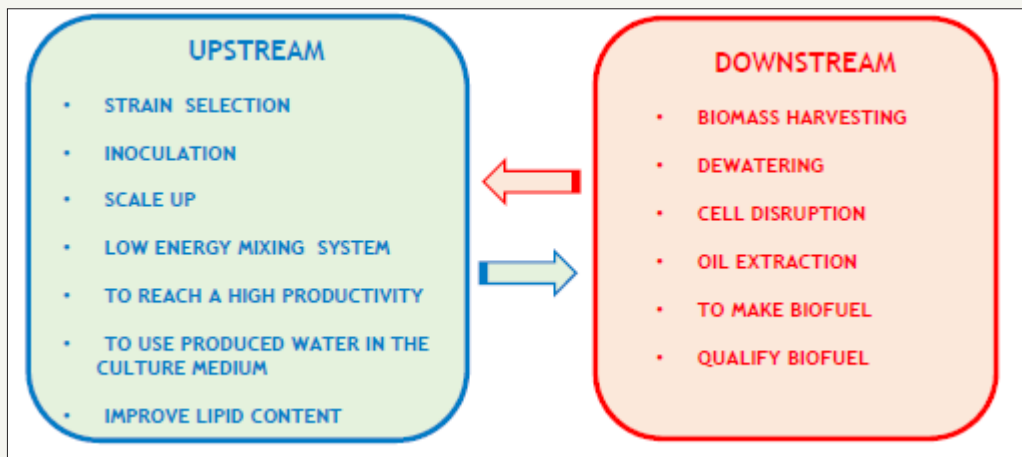 UPSTREAM
• STRAIN SELECTION
• INOCULATION
• SCALE UP
• LOW ENERGY MIXING SYSTEM
• TO REACH A HIGH PRODUCTIVITY
• TO USE PRODUCED WATER IN THE
CULTURE MEDIUM
• IMPROVE LIPID CONTENT
DOWNSTREAM
• BIOMASS HARVESTING
• DEWATERING
• CELL DISRUPTION
• OIL EXTRACTION
• TO MAKE BIOFUEL
• QUALIFY BIOFUEL